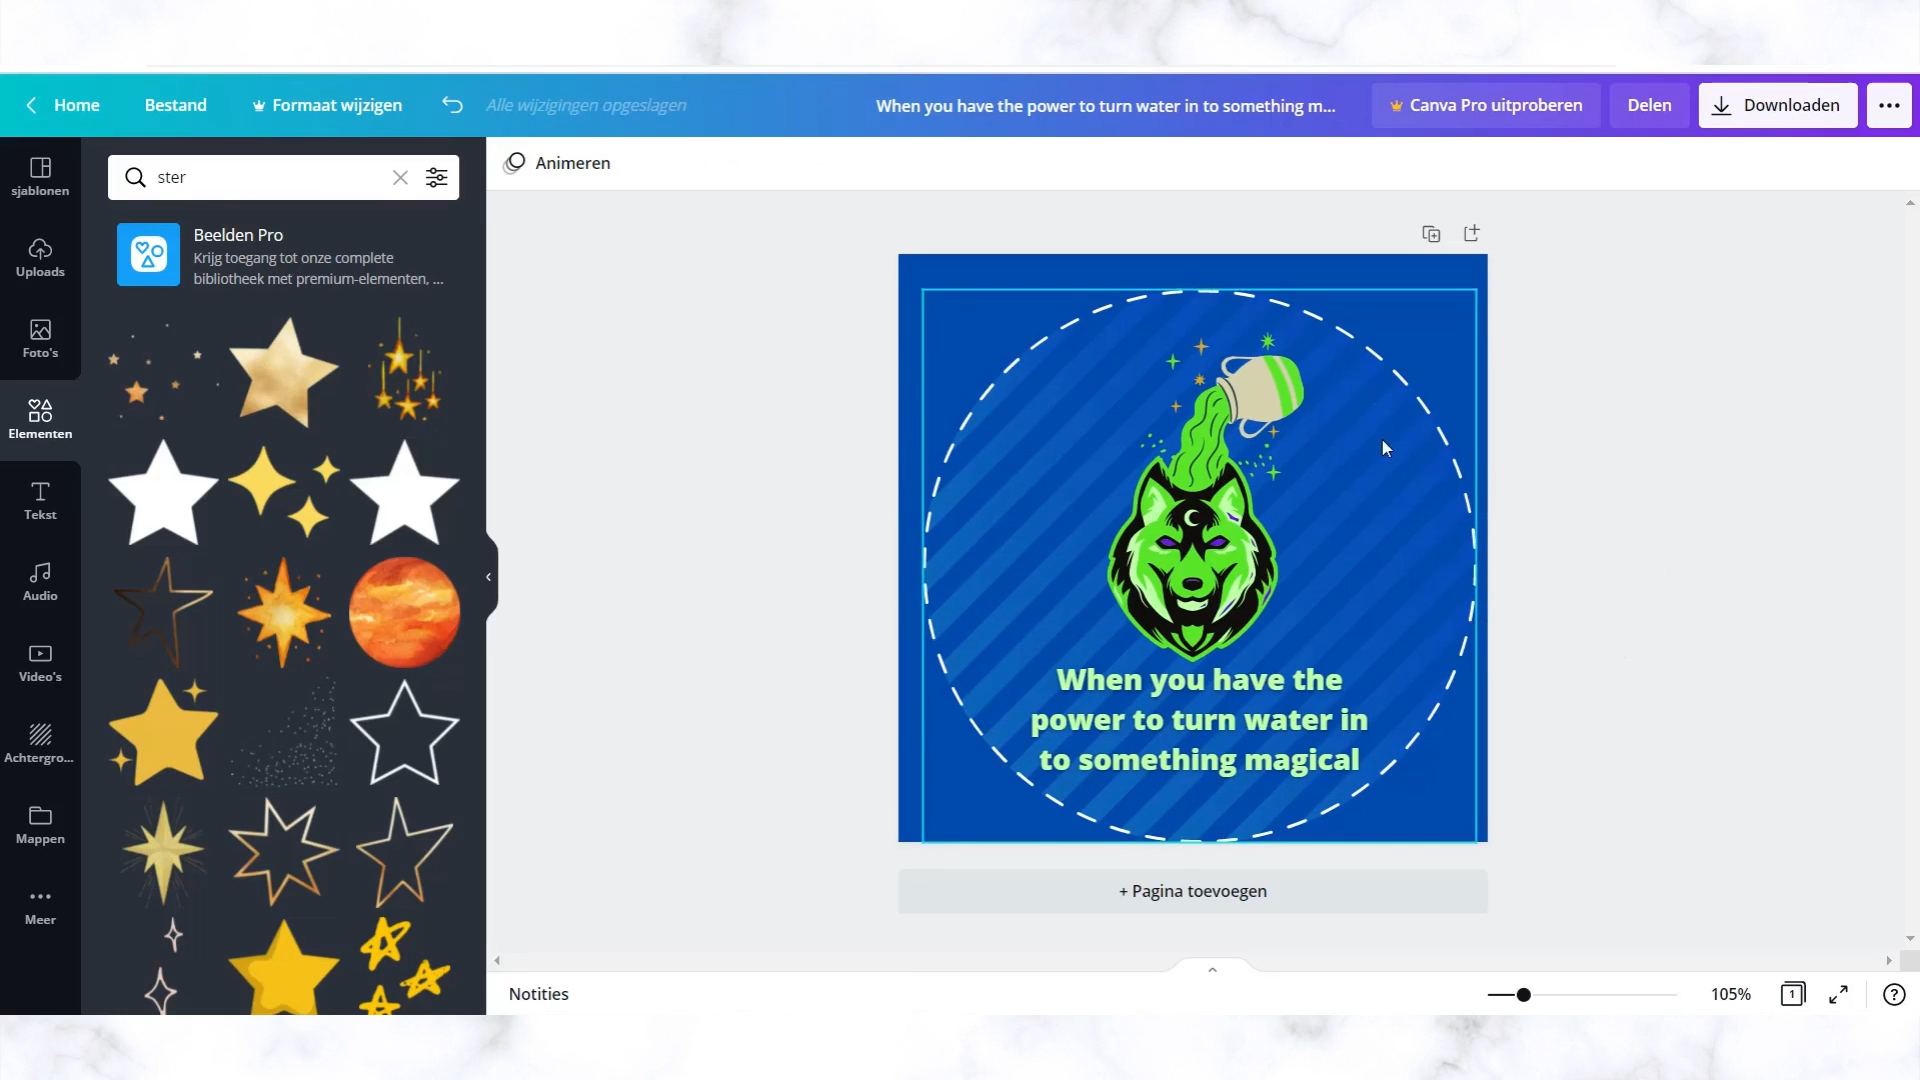 Home
Bestand
Formaat wijzigen
Alle wijzigingen opgeslagen
When you have the power to turn water in to something m...
Canva Pro uitproberen
Delen
Downloaden
sjablonen
Uploads
Foto's
Elementen
Tekst
Audio
Video's
Achtergro...
Mappen
Meer
ster
Beelden Pro
Krijg toegang tot onze complete
bibliotheek met premium-elementen, ...
Animeren
When you have the
power to turn water in
to something magical
+ Pagina toevoegen
Notities
105%
1
?